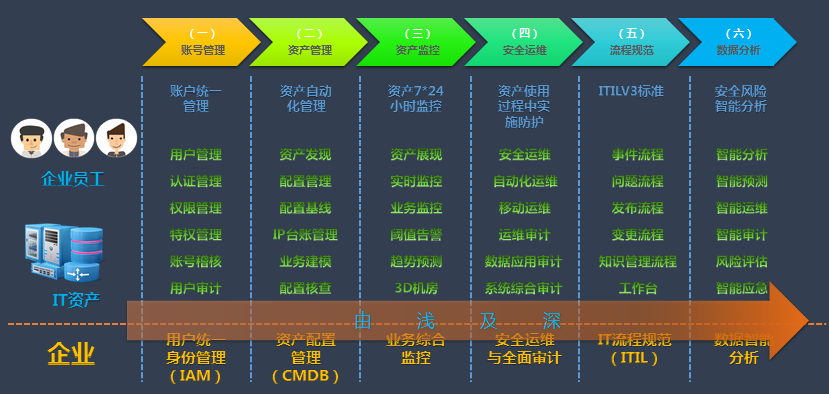 （一）
账号管理
（二）
资产管理
（三）
资产监控
（四）
安全运维
（五）
流程规范
（六）
数据分析
账户统一
管理
资产自动
化管理
资产7*24
小时监控
资产使用
过程中实
施防护
ITILV3标准
安全风险
智能分析
企业员工
IT资产
用户管理
资产发现
资产展现
安全运维
事件流程
智能分析
认证管理
配置管理
实时监控
自动化运维
问题流程
智能预测
权限管理
配置基线
业务监控
移动运维
发布流程
智能运维
特权管理
IP台账管理
阈值告警
运维审计
变更流程
智能审计
账号稽核
业务建模
趋势预测
数据应用审计
知识管理流程
风险评估
用户审计
配置核查
3D机房
系统综合审计
工作台
智能应急
由 浅 及 深
企业
用户统一
身份管理
（IAM）
资产配置
管理
（CMDB）
业务综合
监控
安全运维
与全面审计
IT流程规范
（ITIL）
数据智能
分析